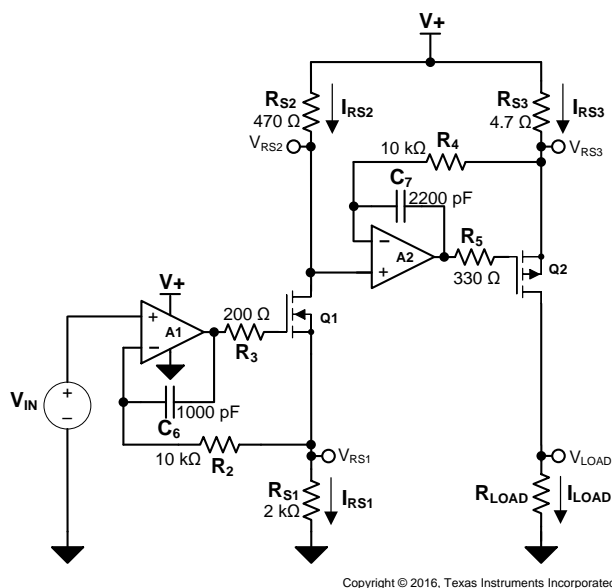 V+
RS2
470 Ω
IRS2
VRS2
RS3
4.7 Ω
IRS3
VRS3
10 kΩ
R4
C7
2200 pF
A2
R5
330 Ω
Q2
V+
A1
200 Ω
R3
Q1
VIN
C6
1000 pF
10 kΩ
R2
VRS1
RS1
2 kΩ
IRS1
VLOAD
RLOAD
ILOAD
Copyright © 2016, Texas Instruments Incorporated